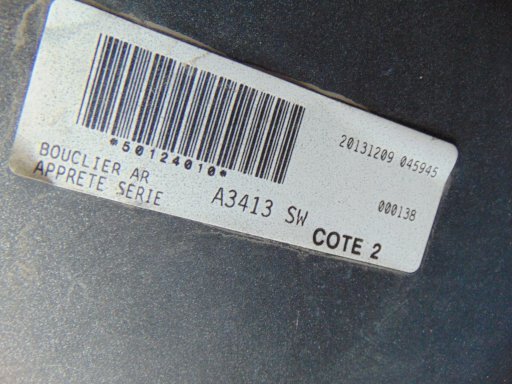 *50124010*
20131209 045945
BOUCLIER AR
APPRETE SERIE
A3413 SW
000138
COTE 2